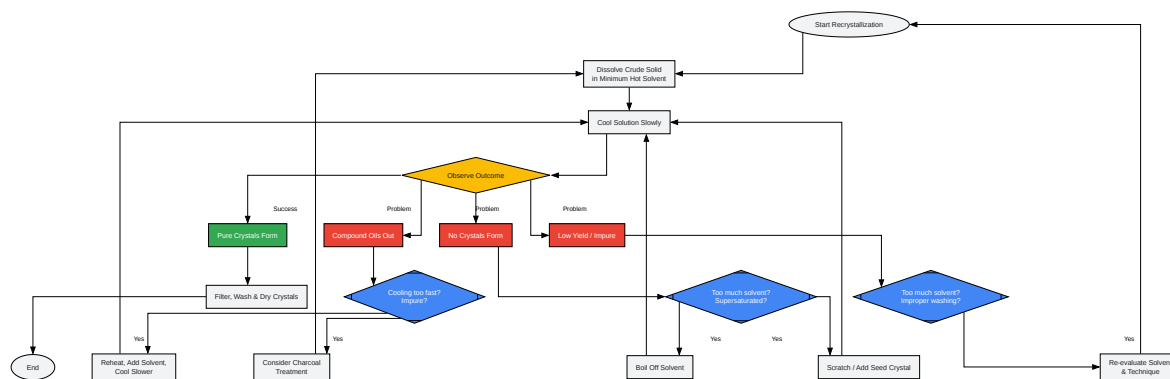 Start Recrystallization
Dissolve Crude Solid
in Minimum Hot Solvent
Cool Solution Slowly
Observe Outcome
Success
Problem
Problem
Problem
Pure Crystals Form
Compound Oils Out
No Crystals Form
Low Yield / Impure
Filter, Wash & Dry Crystals
Cooling too fast?
Impure?
Too much solvent?
Supersaturated?
Too much solvent?
Improper washing?
Yes
Yes
Yes
Yes
Yes
End
Reheat, Add Solvent,
Cool Slower
Consider Charcoal
Treatment
Boil Off Solvent
Scratch / Add Seed Crystal
Re-evaluate Solvent
& Technique